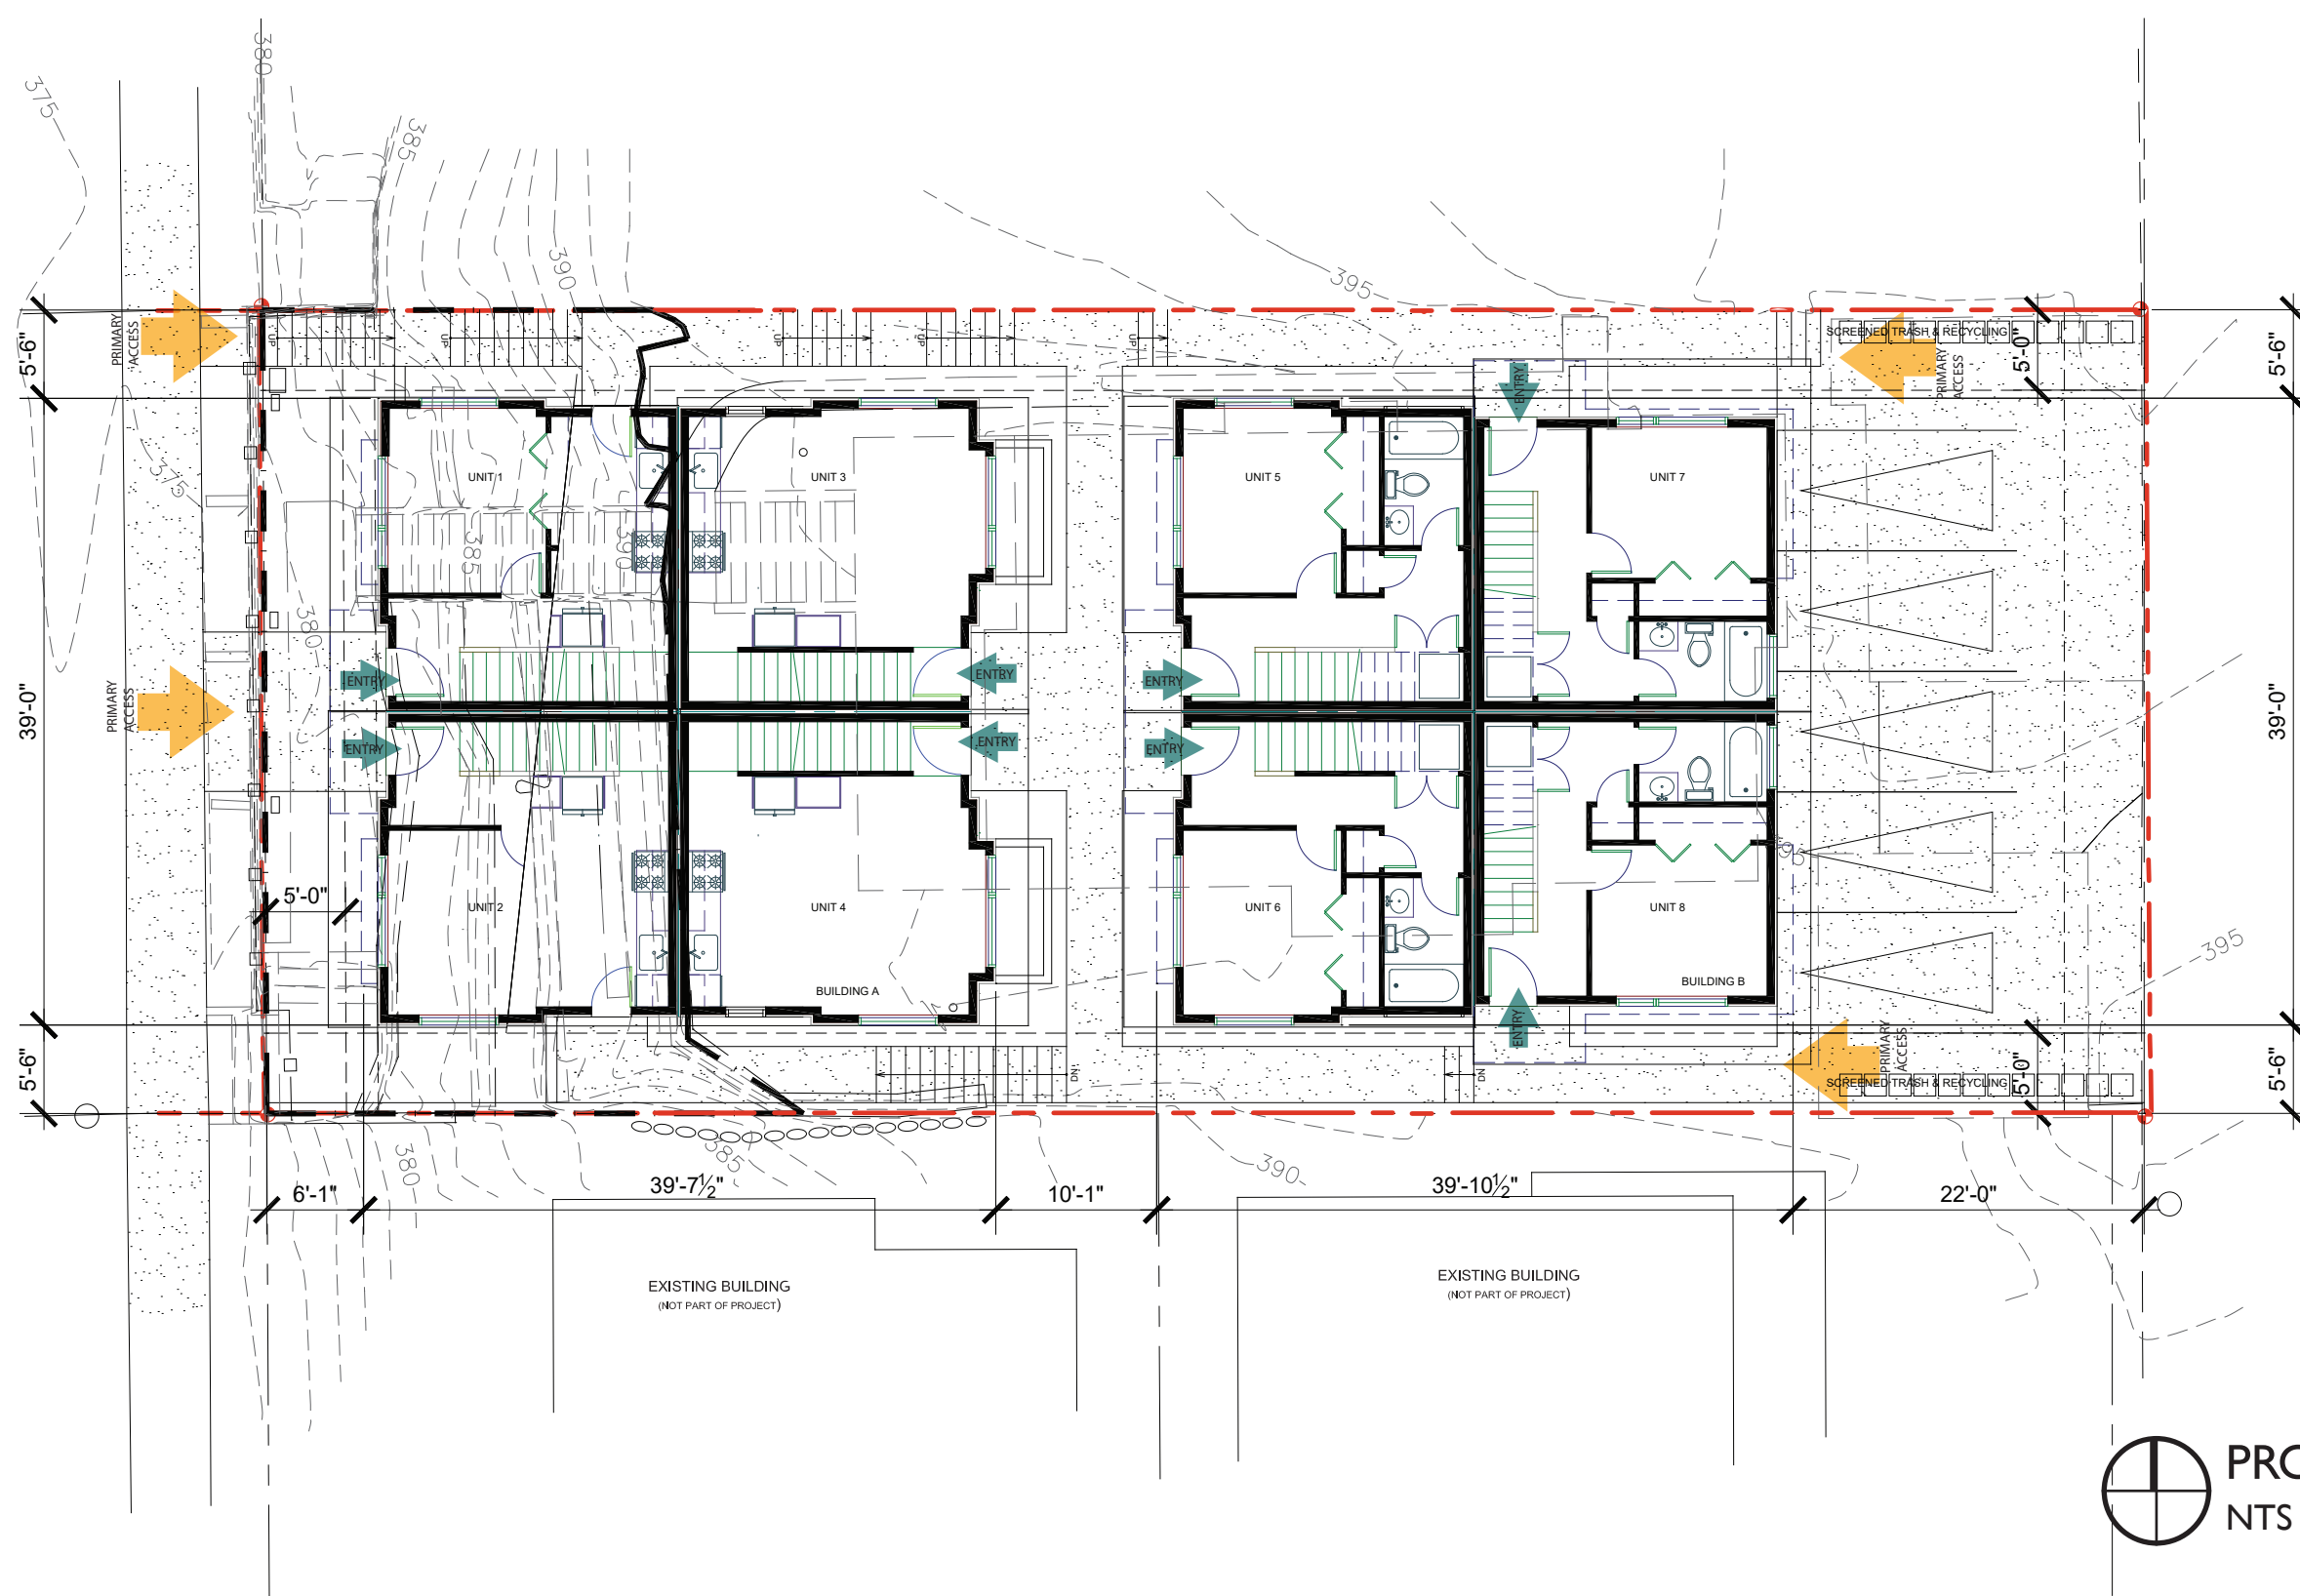 380
375
385
390
395
PRIMARY
ACCESS
5'-6"
UP
UP
UP
UP
UP
ENTRY
SCREENED TRASH & RECYCLING
PRIMARY
ACCESS
5'-0"
5'-6"
375
UNIT 1
UNIT 3
UNIT 5
UNIT 7
385
390
380
39'-0"
PRIMARY
ACCESS
ENTRY
ENTRY
ENTRY
39'-0"
ENTRY
ENTRY
ENTRY
395
5'-0"
UNIT 2
UNIT 4
UNIT 6
UNIT 8
395
BUILDING A
BUILDING B
ENTRY
5'-6"
DN
DN
PRIMARY
ACCESS
SCREENED TRASH & RECYCLING
5'-0"
5'-6"
380
385
390
6'-1"
39'-7½"
10'-1"
39'-10½"
22'-0"
EXISTING BUILDING
(NOT PART OF PROJECT)
EXISTING BUILDING
(NOT PART OF PROJECT)
NTS